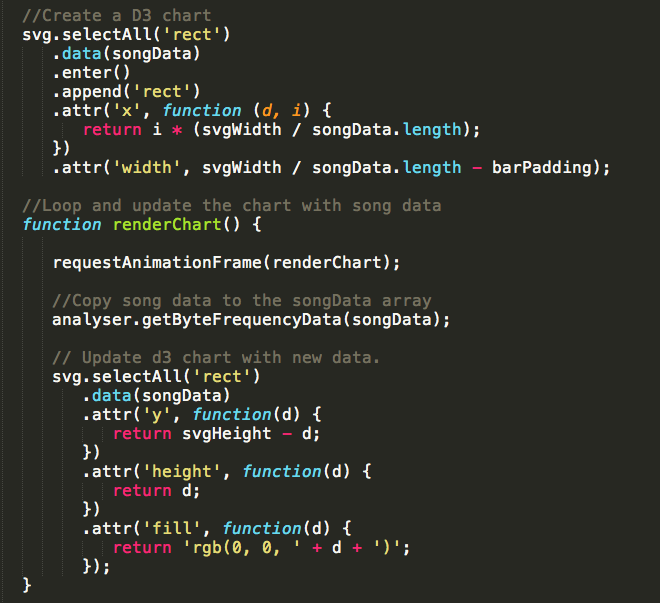 //Create a D3 chart
svg.selectAll('rect')
   .data(songData)
   .enter()
   .append('rect')
   .attr('x', function (d, i) {
      return i * (svgWidth / songData.length);
   })
   .attr('width', svgWidth / songData.length - barPadding);

//Loop and update the chart with song data
function renderChart() {

   requestAnimationFrame(renderChart);

   //Copy song data to the songData array
   analyser.getByteFrequencyData(songData);

   // Update d3 chart with new data.
   svg.selectAll('rect')
      .data(songData)
      .attr('y', function(d) {
         return svgHeight - d;
      })
      .attr('height', function(d) {
         return d;
      })
      .attr('fill', function(d) {
         return 'rgb(0, 0, ' + d + ')';
      });
}